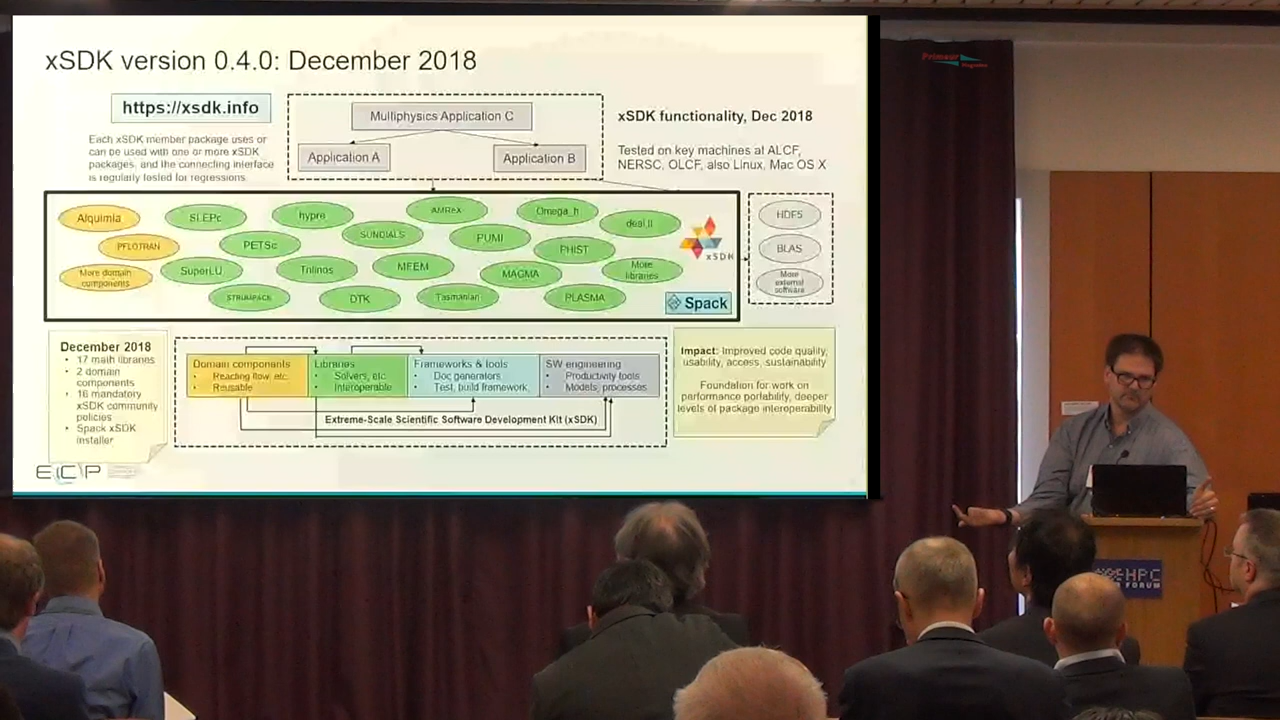 xSDK version 0.4.0: December 2018
https://xsdk.info
Each xSDK member package uses or
can be used with one or more xSDK
packages, and the connecting interface
is regularly tested for regressions.
Multiphysics Application C
Application A
Application B
xSDK functionality, Dec 2018
Tested on key machines at ALCF,
NERSC, OLCF, also Linux, Mac OS X
Alquimia
SLEPc
hypre
AMReX
Omega_h
deal.II
PFLOTRAN
PETSc
SUNDIALS
PUMI
PHIST
xSDK
More domain
components
SuperLU
Trilinos
MFEM
MAGMA
More
libraries
STRUMPACK
DTK
Tasmanian
PLASMA
Spack
HDF5
BLAS
More
external
software
December 2018
• 17 math libraries
• 2 domain
components
• 16 mandatory
xSDK community
policies
• Spack xSDK
installer
Domain components
• Reacting flow, etc.
• Reusable
Libraries
• Solvers, etc.
• Interoperable
Frameworks & tools
• Doc generators
• Test, build framework
SW engineering
• Productivity tools
• Models, processes
Extreme-Scale Scientific Software Development Kit (xSDK)
Impact: Improved code quality,
usability, access, sustainability
Foundation for work on
performance portability, deeper
levels of package interoperability
ECP
Primeur
Magazine
HPC
FORUM